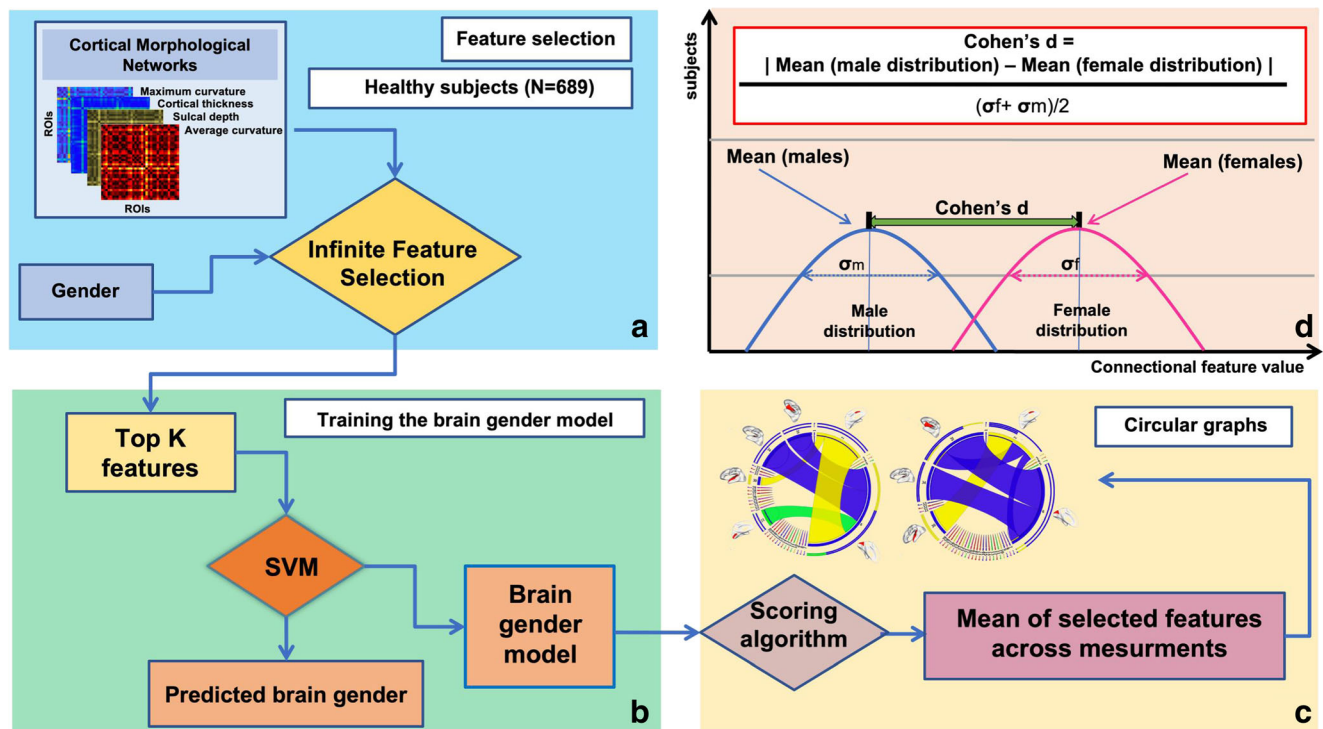 Cortical Morphological
Networks
Maximum curvature
Cortical thickness
Sulcal depth
Average curvature
ROIs
ROIs
Feature selection
Healthy subjects (N=689)
Gender
Infinite Feature
Selection
a
subjects
Cohen's d =
| Mean (male distribution) – Mean (female distribution) |
(σf+ σm)/2
Mean (males)
Mean (females)
Cohen's d
σm
σf
Male
distribution
Female
distribution
d
Connectional feature value
Top K
features
Training the brain gender model
SVM
Brain
gender
model
Predicted brain gender
b
Circular graphs
Scoring
algorithm
Mean of selected features
across mesurments
c